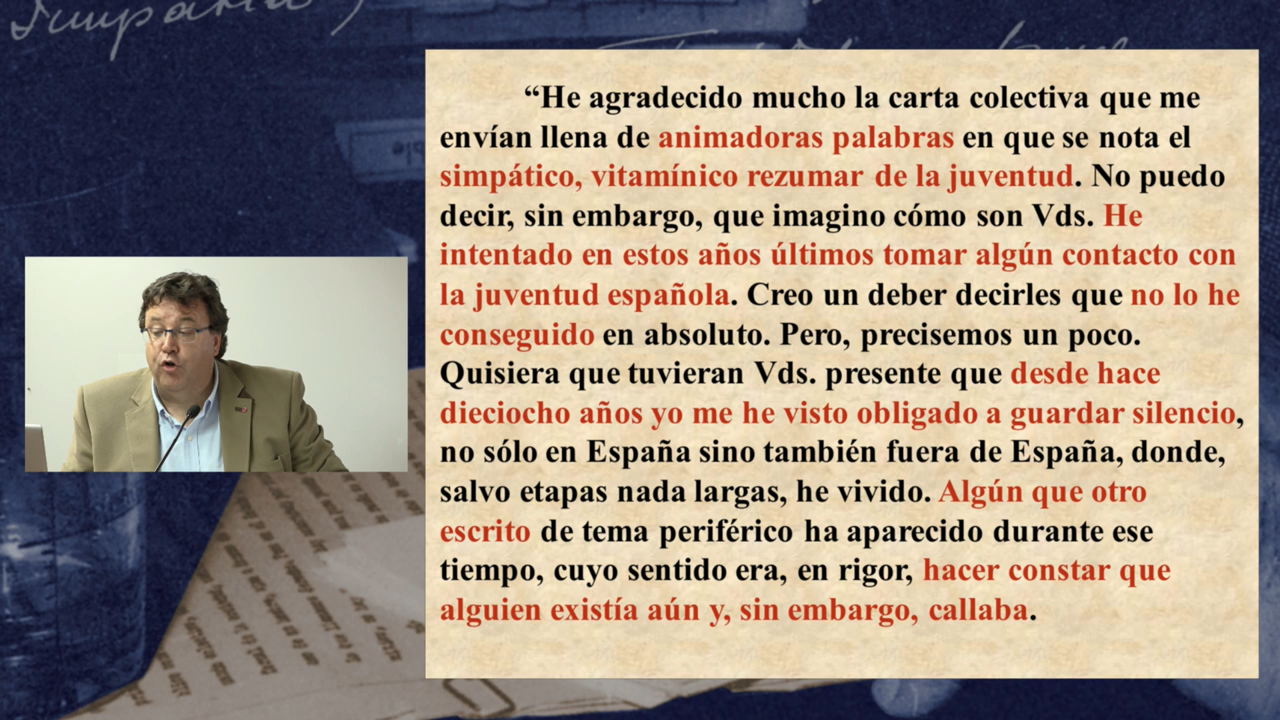 “He agradecido mucho la carta colectiva que me
envían llena de animadoras palabras en que se nota el
simpático, vitamínico rezumar de la juventud. No puedo
decir, sin embargo, que imagino cómo son Vds. He
intentado en estos años últimos tomar algún contacto con
la juventud española. Creo un deber decirles que no lo he
conseguido en absoluto. Pero, precisemos un poco.
Quisiera que tuvieran Vds. presente que desde hace
dieciocho años yo me he visto obligado a guardar silencio,
no sólo en España sino también fuera de España, donde,
salvo etapas nada largas, he vivido. Algún que otro
escrito de tema periférico ha aparecido durante ese
tiempo, cuyo sentido era, en rigor, hacer constar que
alguien existía aún y, sin embargo, callaba.